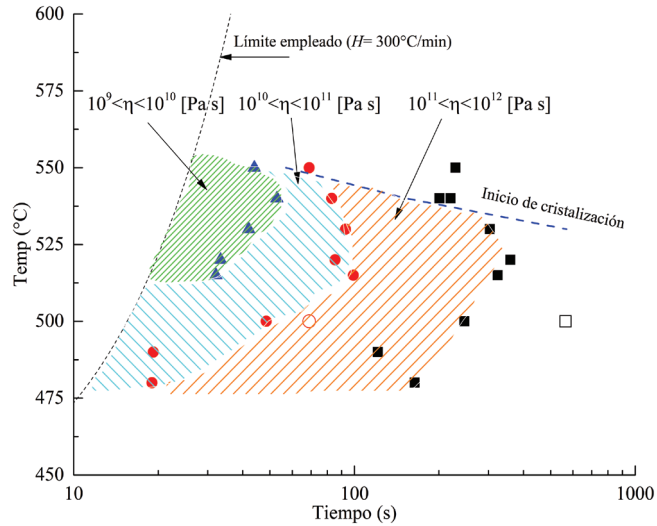 600
Límite empleado (H= 300°C/min)
575
10⁹<η<10¹⁰ [Pa s]
10¹⁰<η<10¹¹ [Pa s]
10¹¹<η<10¹² [Pa s]
550
Inicio de cristalización
525
Temp (°C)
500
475
450
10
100
1000
Tiempo (s)